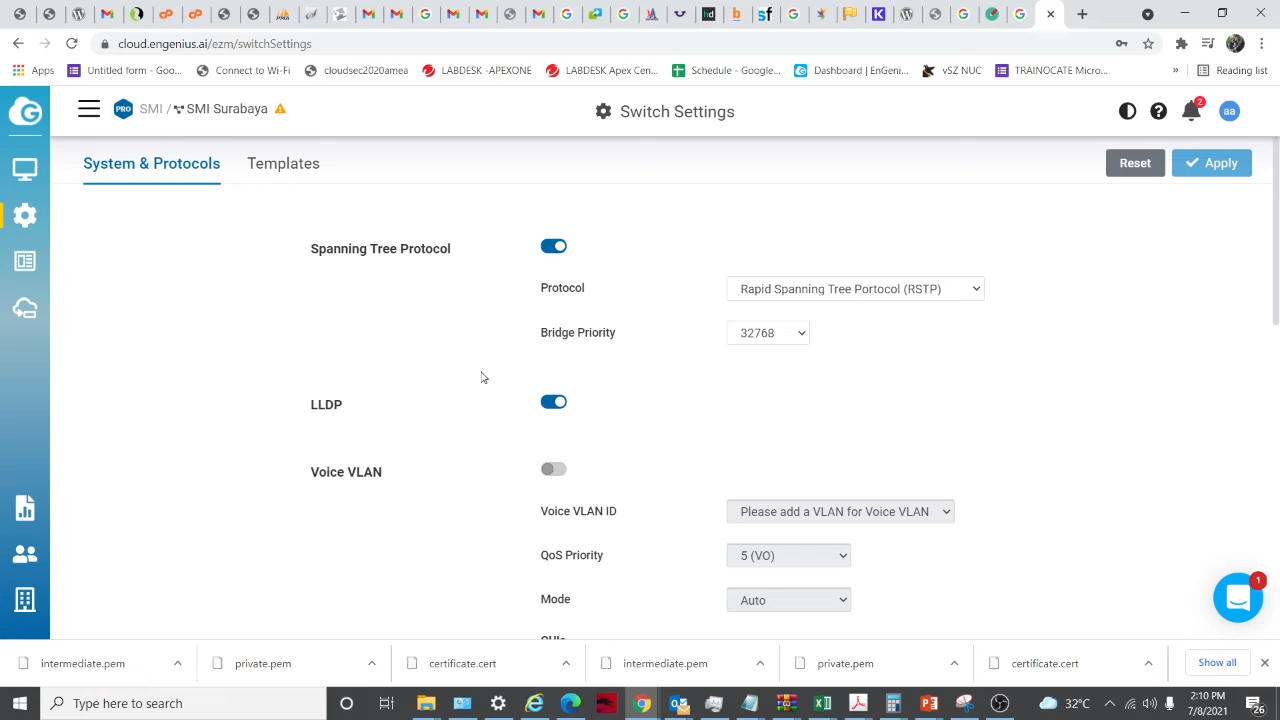 cloud.engenius.ai/ezm/switchSettings
Apps
Untitled form - Goo...
Connect to Wi-Fi
cloudsec2020amea
LABDESK -APEXONE
LABDESK Apex Cen...
Schedule - Google...
Dashboard | EnGeni...
vSZ NUC
TRAINOCATE Micro...
»
Reading list
PRO
SMI / SMI Surabaya
Switch Settings
2
aa
System & Protocols
Templates
Reset
Apply
Spanning Tree Protocol
Protocol
Rapid Spanning Tree Portocol (RSTP)
Bridge Priority
32768
LLDP
Voice VLAN
Voice VLAN ID
Please add a VLAN for Voice VLAN
QoS Priority
5 (VO)
Mode
Auto
1
intermediate.pem
private.pem
certificate.cert
intermediate.pem
private.pem
certificate.cert
Show all
Type here to search
32°C
2:10 PM
7/8/2021
26